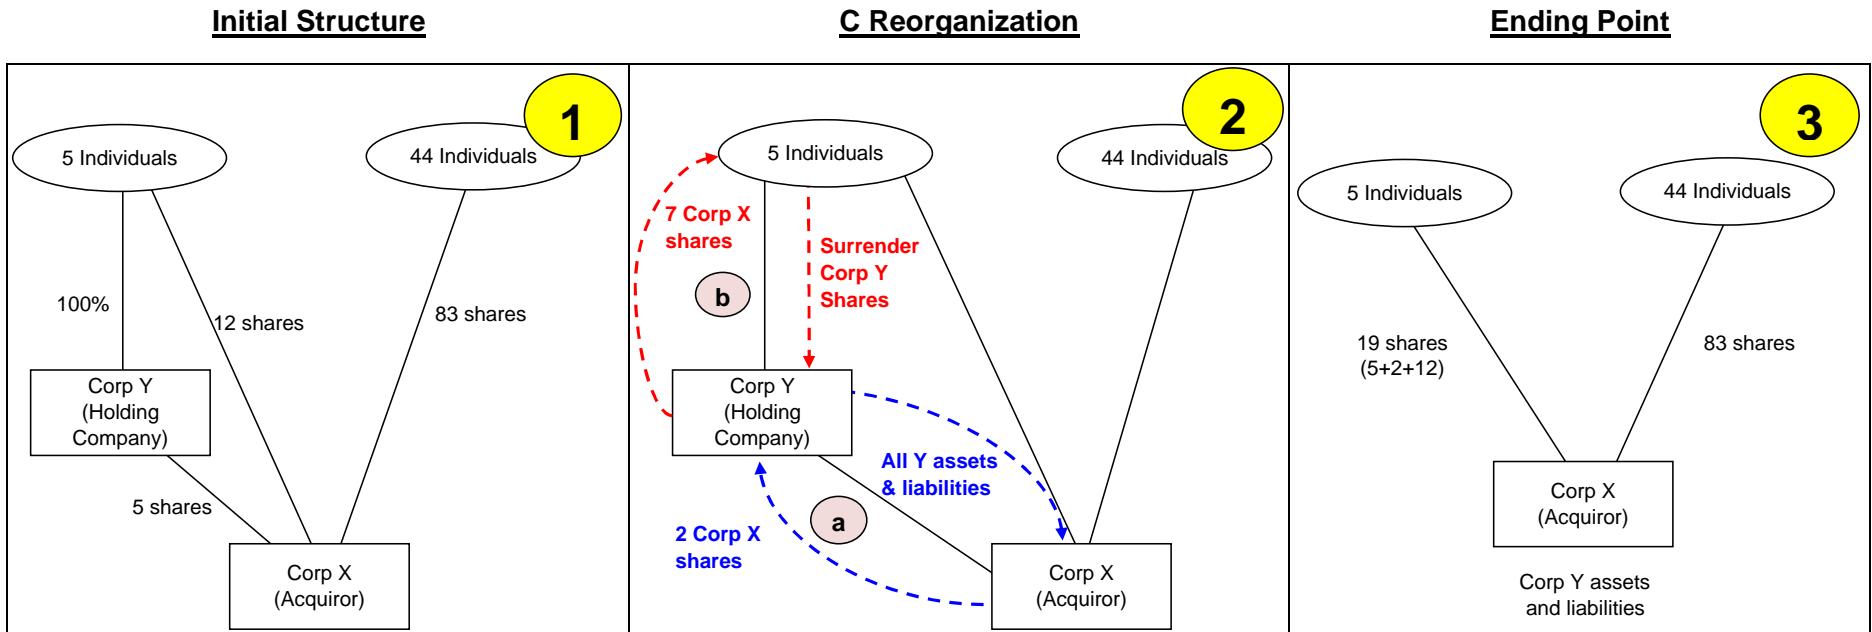 Initial Structure
C Reorganization
Ending Point
1
5 Individuals
44 Individuals
100%
12 shares
83 shares
Corp Y
(Holding
Company)
5 shares
Corp X
(Acquiror)
2
5 Individuals
44 Individuals
7 Corp X
shares
Surrender
Corp Y
Shares
b
Corp Y
(Holding
Company)
All Y assets
& liabilities
a
2 Corp X
shares
Corp X
(Acquiror)
3
5 Individuals
44 Individuals
19 shares
(5+2+12)
83 shares
Corp X
(Acquiror)
Corp Y assets
and liabilities